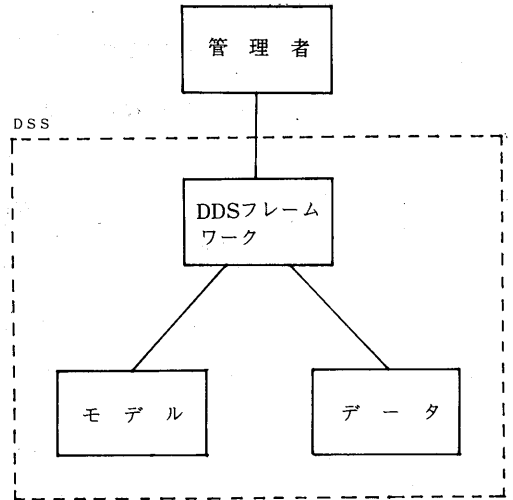 管理者
DSS
DDSフレーム
ワーク
モデル
データ